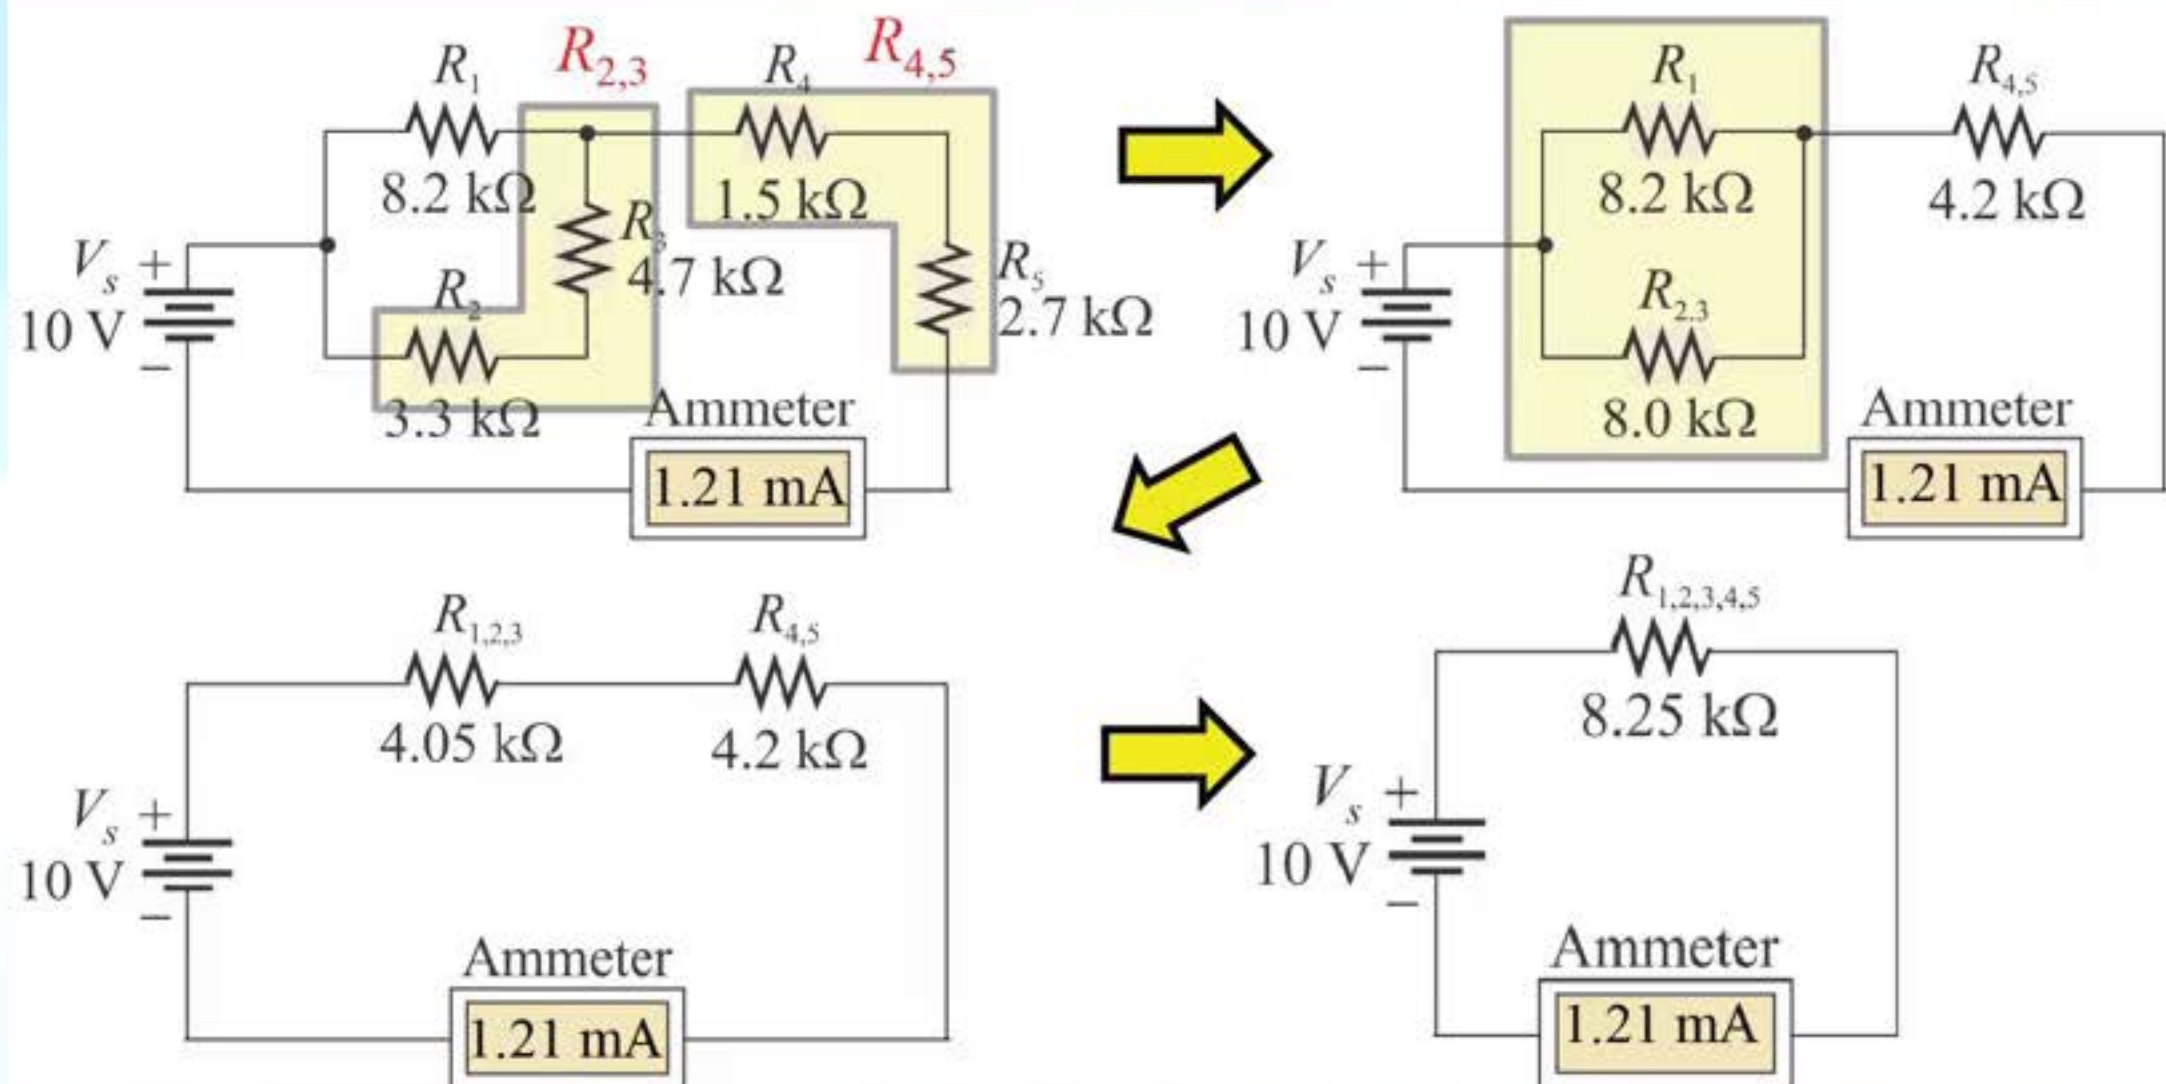 R₁
R₂,₃
R₄
R₄,₅
8.2 kΩ
R₃
4.7 kΩ
1.5 kΩ
Vₛ +
10 V
−
R₂
3.3 kΩ
R₅
2.7 kΩ
Ammeter
1.21 mA
R₁
8.2 kΩ
R₄,₅
4.2 kΩ
Vₛ +
10 V
−
R₂.₃
8.0 kΩ
Ammeter
1.21 mA
R₁,₂,₃
4.05 kΩ
R₄,₅
4.2 kΩ
Vₛ +
10 V
−
Ammeter
1.21 mA
R₁,₂,₃,₄,₅
8.25 kΩ
Vₛ +
10 V
−
Ammeter
1.21 mA